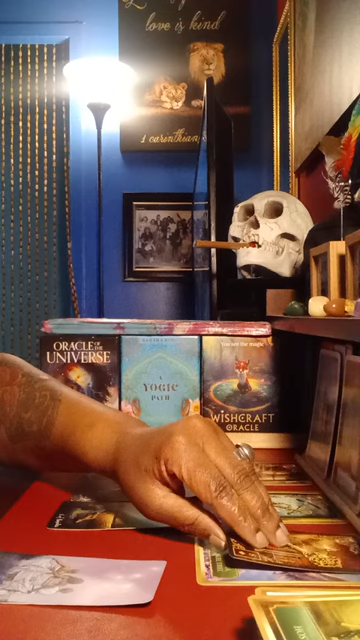 love is kind
1 corinthians
ORACLE OF THE
UNIVERSE
A
YOGIC
PATH
You are the magic
WISHCRAFT
ORACLE